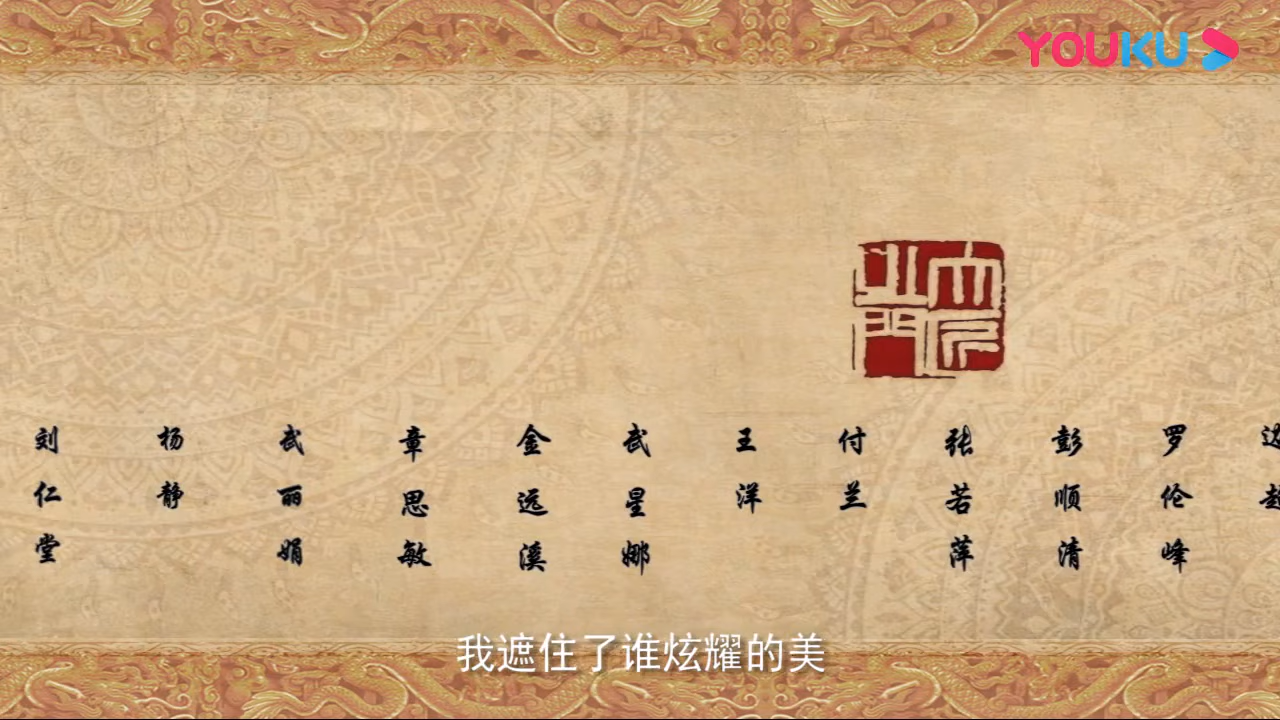 YOUKU
刘仁堂
杨静
武丽娟
章思敏
金远溪
武星娜
王洋
付兰
张若萍
彭顺清
罗伦峰
我遮住了谁炫耀的美